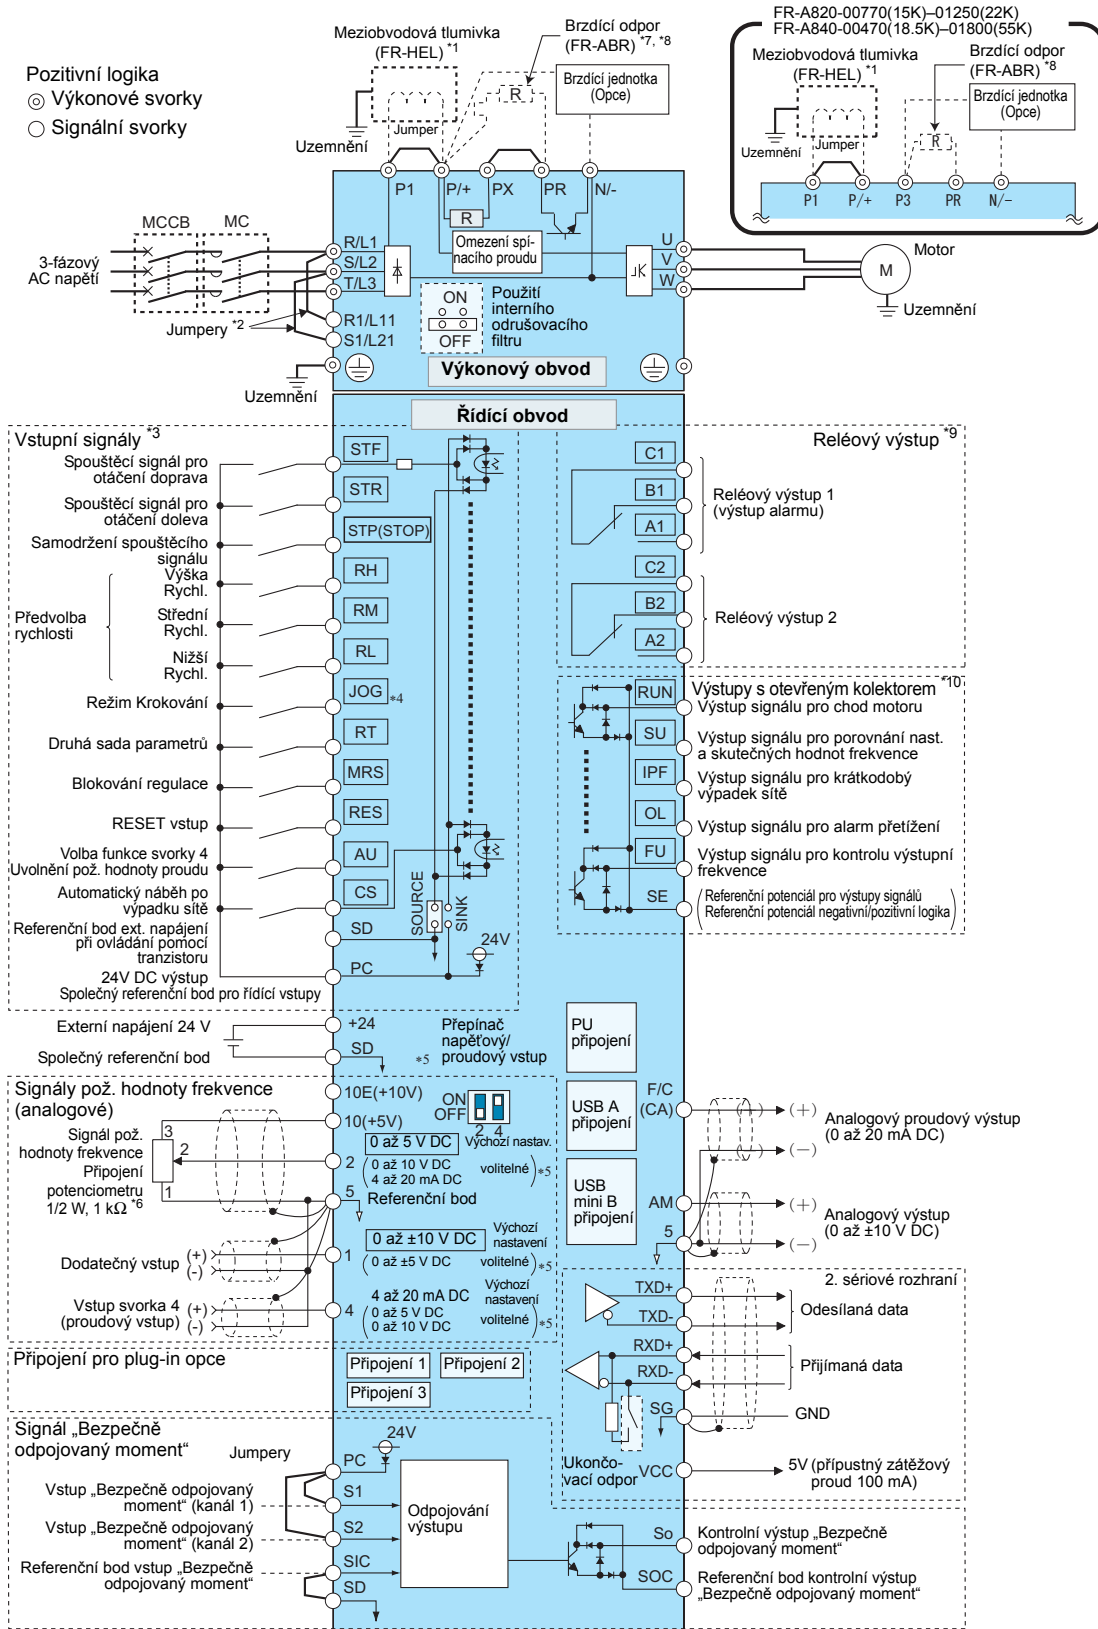 FR-A820-00770(15K)–01250(22K)
FR-A840-00470(18.5K)–01800(55K)
Meziobvodová tlumivka
(FR-HEL) *1
Brzdící odpor
(FR-ABR) *8
Brzdící jednotka
(Opce)
R
Jumper
Uzemnění
P1
P/+
P3
PR
N/−
Meziobvodová tlumivka
(FR-HEL) *1
Brzdící odpor
(FR-ABR) *7, *8
Brzdící jednotka
(Opce)
R
Jumper
Uzemnění
Pozitivní logika
Výkonové svorky
Signální svorky
P1
P/+
PX
PR
N/-
R
Omezení spí-
nacího proudu
MCCB
MC
3-fázový
AC napětí
R/L1
S/L2
T/L3
R1/L11
S1/L21
Jumpery *2
U
V
W
Motor
M
Uzemnění
ON
OFF
Použití
interního
odrušovacího
filtru
Výkonový obvod
Uzemnění
Řídící obvod
Vstupní signály *3
Spouštěcí signál pro
otáčení doprava
STF
Spouštěcí signál pro
otáčení doleva
STR
Samodržení spouštěcího
signálu
STP(STOP)
Předvolba
rychlosti
Výška
Rychl.
RH
Střední
Rychl.
RM
Nižší
Rychl.
RL
Režim Krokování
JOG *4
Druhá sada parametrů
RT
Blokování regulace
MRS
RESET vstup
RES
Volba funkce svorky 4
Uvolnění pož. hodnoty proudu
AU
Automatický náběh po
výpadku sítě
CS
Referenční bod ext. napájení
při ovládání pomocí
tranzistoru
SD
24V DC výstup
Společný referenční bod pro řídící vstupy
PC
SOURCE
SINK
24V
Reléový výstup *9
C1
B1
A1
Reléový výstup 1
(výstup alarmu)
C2
B2
A2
Reléový výstup 2
Výstupy s otevřeným kolektorem *10
RUN
Výstup signálu pro chod motoru
SU
Výstup signálu pro porovnání nast.
a skutečných hodnot frekvence
IPF
Výstup signálu pro krátkodobý
výpadek sítě
OL
Výstup signálu pro alarm přetížení
FU
Výstup signálu pro kontrolu výstupní
frekvence
SE
Referenční potenciál pro výstupy signálů
Referenční potenciál negativní/pozitivní logika
Externí napájení 24 V
+24
Společný referenční bod
SD
*5
Přepínač
napěťový/
proudový vstup
PU
připojení
USB A
připojení
USB
mini B
připojení
Signály pož. hodnoty frekvence
(analogové)
10E(+10V)
10(+5V)
ON
OFF
2 4
Signál pož.
hodnoty frekvence
Připojení
potenciometru
1/2 W, 1 kΩ *6
3
2
1
2
0 až 5 V DC
Výchozí nastav.
(0 až 10 V DC
4 až 20 mA DC
volitelné) *5
5
Referenční bod
Dodatečný vstup
(+)
(-)
1
0 až ±10 V DC
Výchozí
nastavení
(0 až ±5 V DC
volitelné) *5
Vstup svorka 4
(proudový vstup)
(+)
(-)
4
4 až 20 mA DC
Výchozí
nastavení
(0 až 5 V DC
0 až 10 V DC
volitelné) *5
F/C
(CA)
(+)
(−)
Analogový proudový výstup
(0 až 20 mA DC)
AM
5
(+)
(−)
Analogový výstup
(0 až ±10 V DC)
2. sériové rozhraní
TXD+
TXD-
Odesílaná data
RXD+
RXD-
Přijímaná data
SG
GND
Ukončo-
vací odpor
VCC
5V (přípustný zátěžový
proud 100 mA)
Připojení pro plug-in opce
Připojení 1
Připojení 2
Připojení 3
Signál „Bezpečně
odpojovaný moment“
Jumpery
24V
PC
Vstup „Bezpečně odpojovaný
moment“ (kanál 1)
S1
Vstup „Bezpečně odpojovaný
moment“ (kanál 2)
S2
Referenční bod vstup „Bezpečně
odpojovaný moment“
SIC
SD
Odpojování
výstupu
So
Kontrolní výstup „Bezpečně
odpojovaný moment“
SOC
Referenční bod kontrolní výstup
„Bezpečně odpojovaný moment“